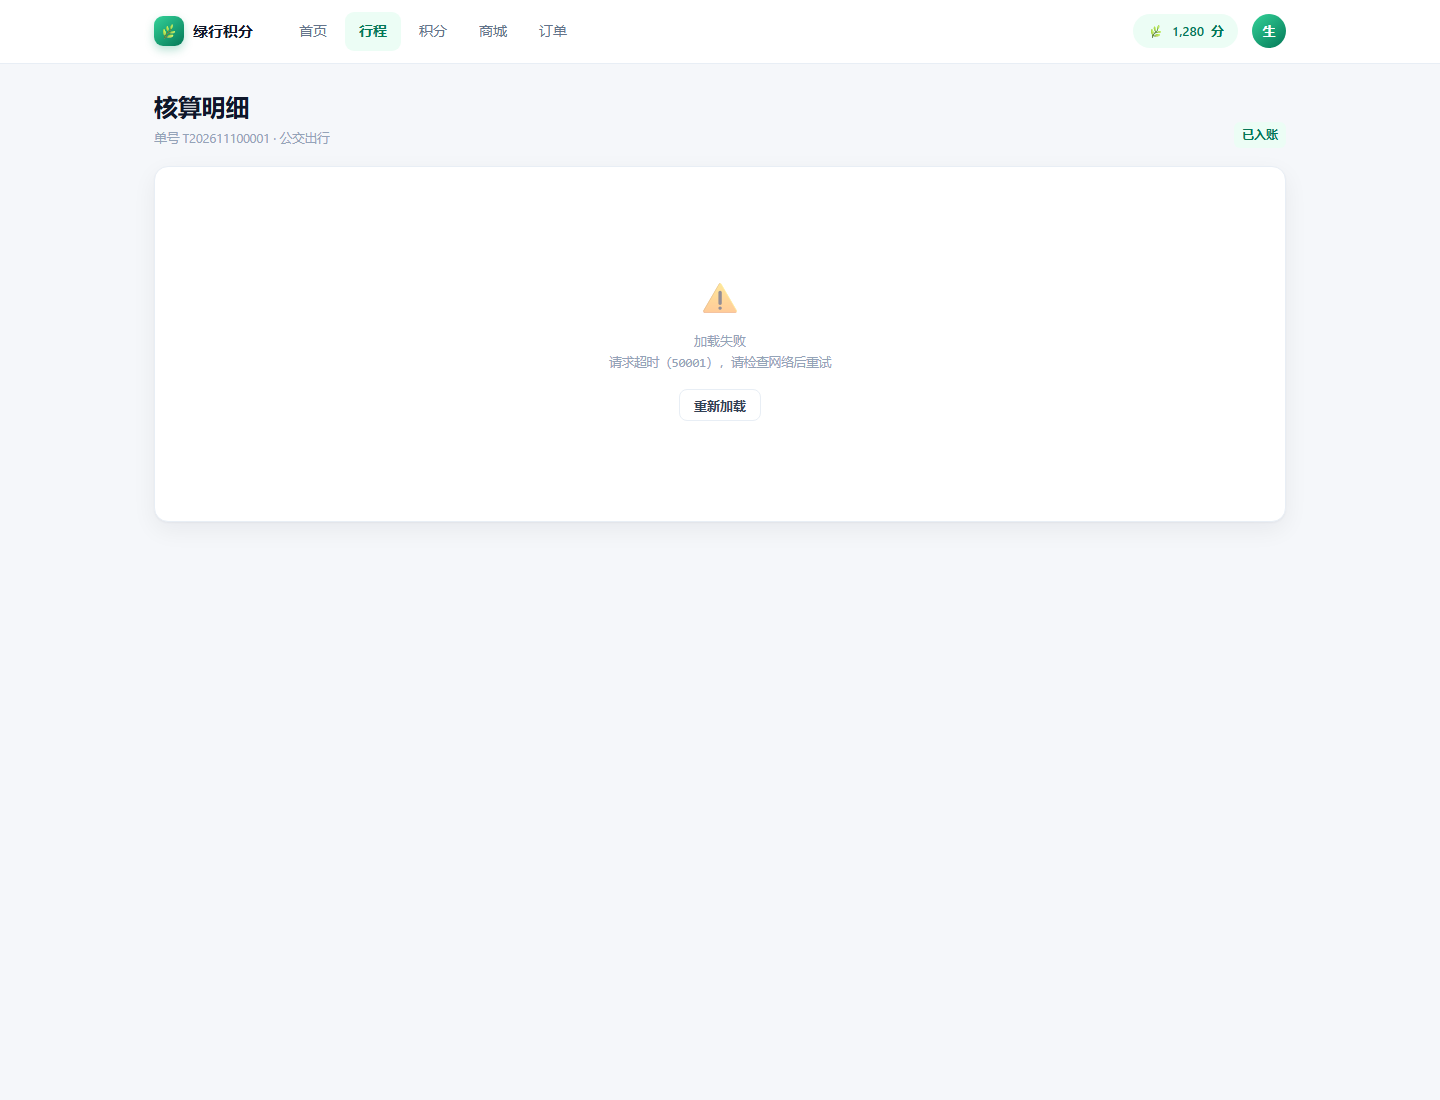 绿行积分
首页
行程
积分
商城
订单
1,280 分
生
核算明细
单号 T202611100001 · 公交出行
已入账
加载失败
请求超时（50001），请检查网络后重试
重新加载